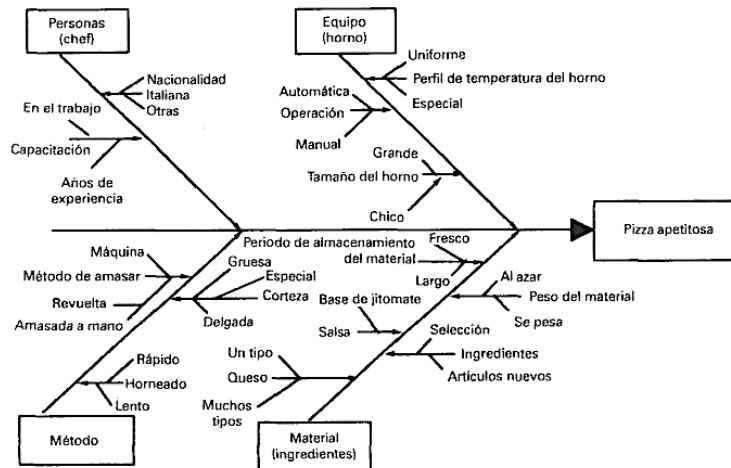 Personas
(chef)
Equipo
(horno)
Nacionalidad
Italiana
Otras
En el trabajo
Capacitación
Años de
experiencia
Uniforme
Perfil de temperatura del horno
Especial
Automática
Operación
Manual
Grande
Tamaño del horno
Chico
Pizza apetitosa
Máquina
Método de amasar
Revuelta
Amasada a mano
Gruesa
Especial
Corteza
Delgada
Rápido
Horneado
Lento
Método
Periodo de almacenamiento
del material
Fresco
Largo
Al azar
Peso del material
Se pesa
Base de jitomate
Salsa
Selección
Ingredientes
Artículos nuevos
Un tipo
Queso
Muchos
tipos
Material
(ingredientes)